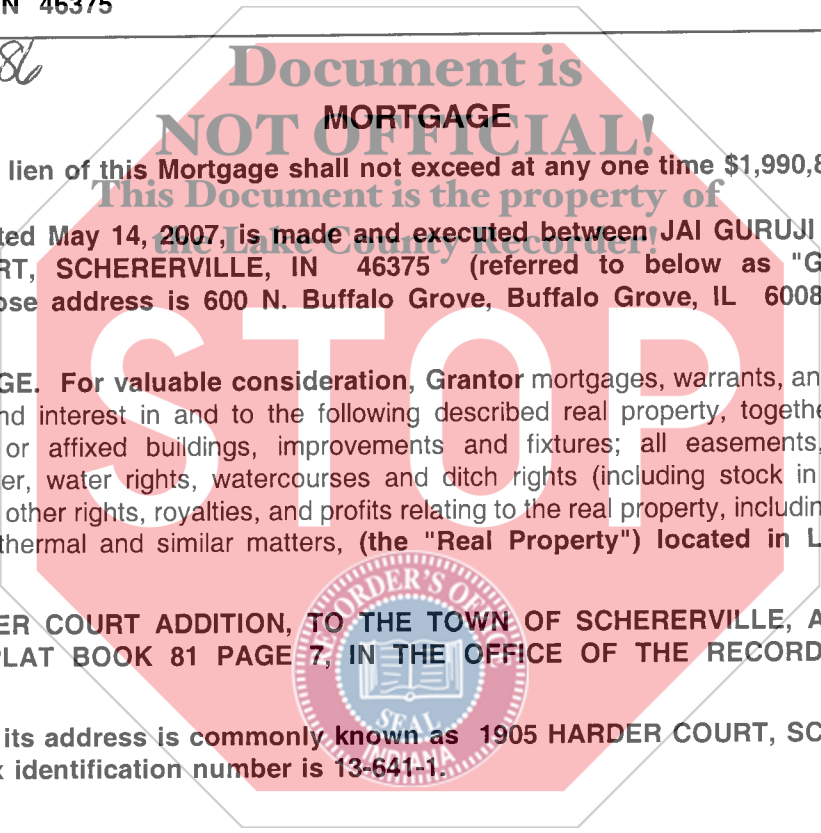 N 46375
86
Document is
MORTGAGE
NOT OFFICIAL!
lien of this Mortgage shall not exceed at any one time $1,990,8
This Document is the property of
ted May 14, 2007, is made and executed between JAI GURUJI
the Lake County Recorder!
RT, SCHERERVILLE, IN 46375 (referred to below as "G
ose address is 600 N. Buffalo Grove, Buffalo Grove, IL 6008
STOP
GE. For valuable consideration, Grantor mortgages, warrants, an
nd interest in and to the following described real property, togethe
or affixed buildings, improvements and fixtures; all easements,
er, water rights, watercourses and ditch rights (including stock in
other rights, royalties, and profits relating to the real property, includin
thermal and similar matters, (the "Real Property") located in L
RECORDER'S OFFICE
ER COURT ADDITION, TO THE TOWN OF SCHERERVILLE, A
PLAT BOOK 81 PAGE 7, IN THE OFFICE OF THE RECORD
SEAL
its address is commonly known as 1905 HARDER COURT, SC
INDIANA
x identification number is 13-641-1.